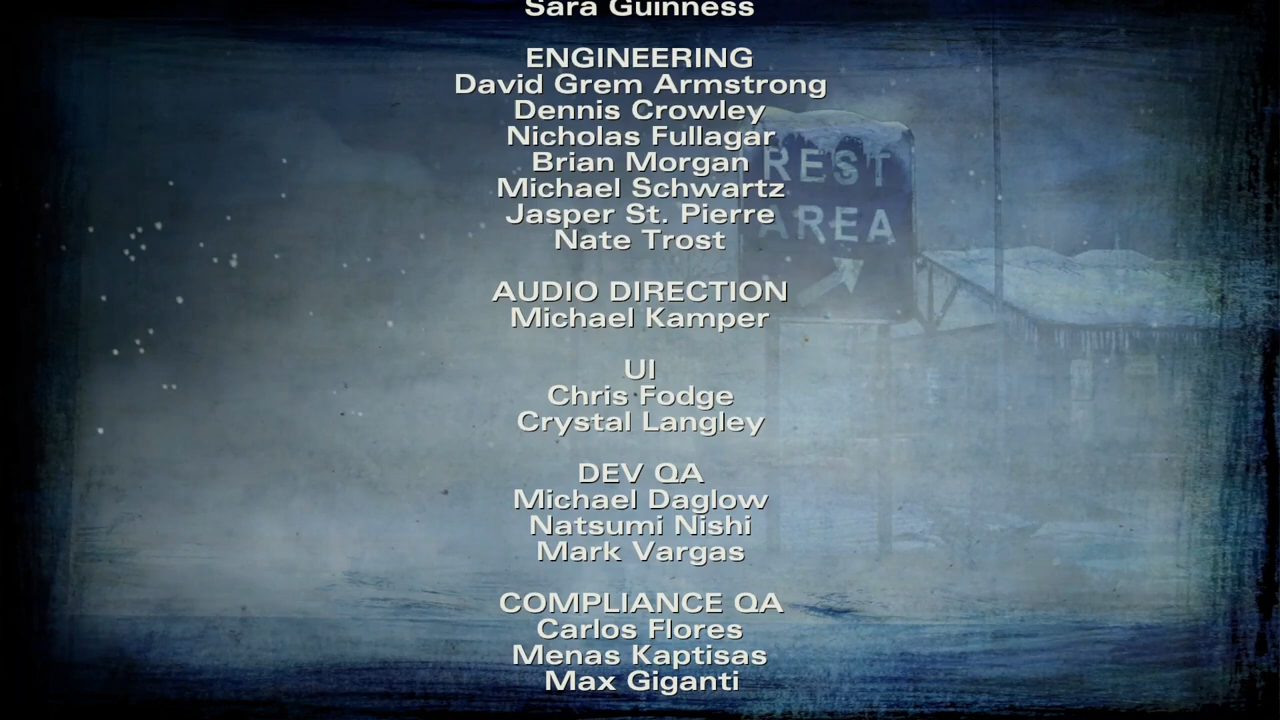 Sara Guinness
ENGINEERING
David Grem Armstrong
Dennis Crowley
Nicholas Fullagar
Brian Morgan
Michael Schwartz
Jasper St. Pierre
Nate Trost
REST
AREA
AUDIO DIRECTION
Michael Kamper
UI
Chris Fodge
Crystal Langley
DEV QA
Michael Daglow
Natsumi Nishi
Mark Vargas
COMPLIANCE QA
Carlos Flores
Menas Kaptisas
Max Giganti